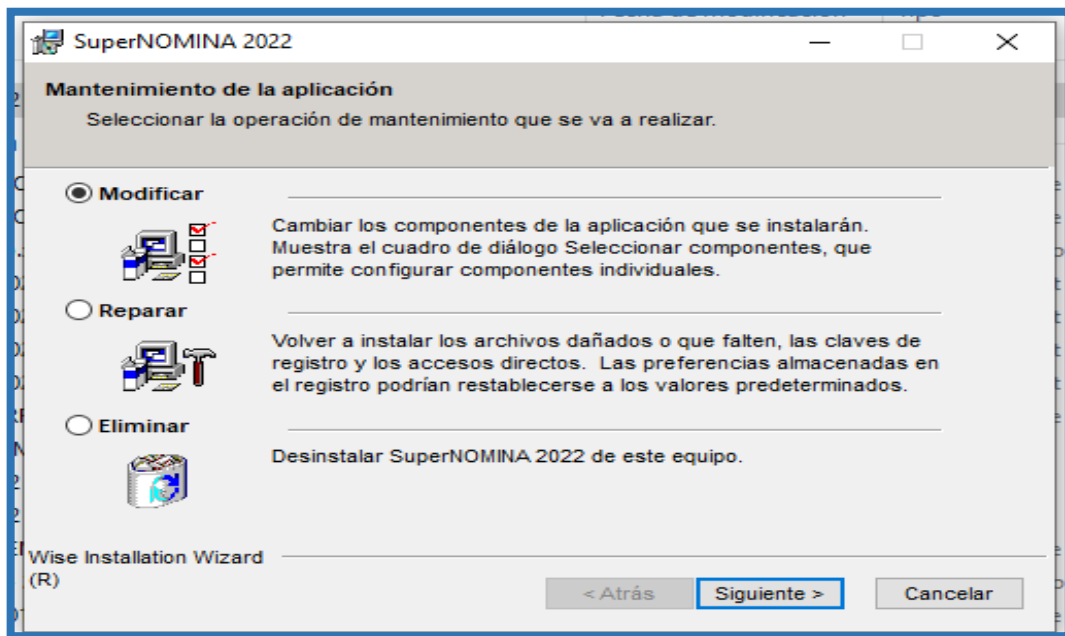 SuperNOMINA 2022
Mantenimiento de la aplicación
Seleccionar la operación de mantenimiento que se va a realizar.
Modificar
Cambiar los componentes de la aplicación que se instalarán.
Muestra el cuadro de diálogo Seleccionar componentes, que
permite configurar componentes individuales.
Reparar
Volver a instalar los archivos dañados o que falten, las claves de
registro y los accesos directos. Las preferencias almacenadas en
el registro podrían restablecerse a los valores predeterminados.
Eliminar
Desinstalar SuperNOMINA 2022 de este equipo.
Wise Installation Wizard
(R)
< Atrás
Siguiente >
Cancelar